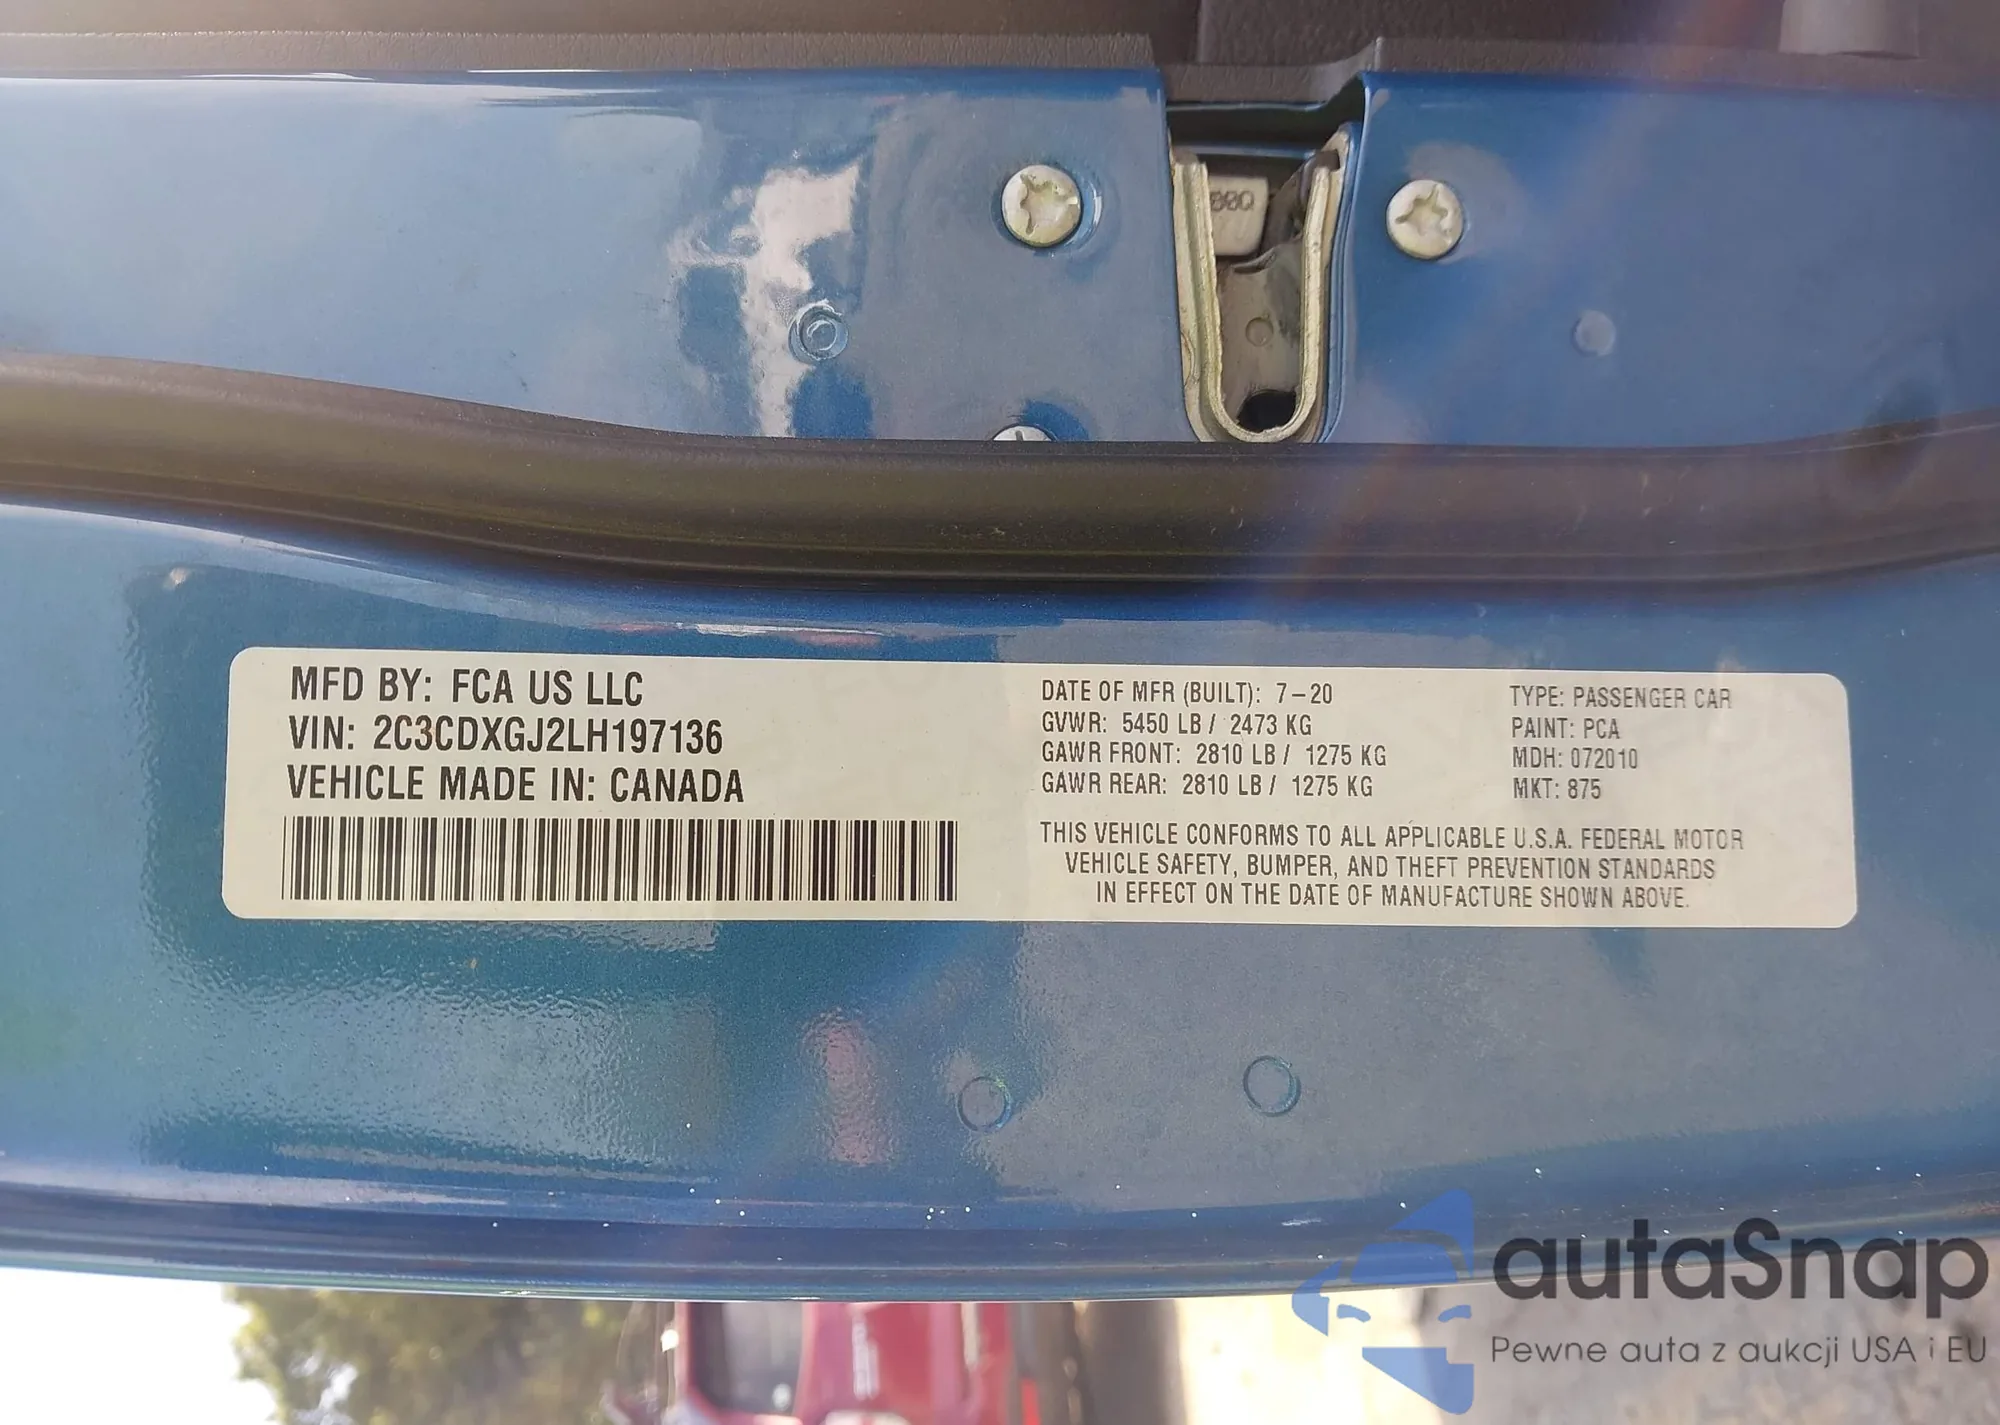 00Q
MFD BY: FCA US LLC
VIN: 2C3CDXGJ2LH197136
VEHICLE MADE IN: CANADA
DATE OF MFR (BUILT): 7-20
GVWR: 5450 LB / 2473 KG
GAWR FRONT: 2810 LB / 1275 KG
GAWR REAR: 2810 LB / 1275 KG
TYPE: PASSENGER CAR
PAINT: PCA
MDH: 072010
MKT: 875
THIS VEHICLE CONFORMS TO ALL APPLICABLE U.S.A. FEDERAL MOTOR
VEHICLE SAFETY, BUMPER, AND THEFT PREVENTION STANDARDS
IN EFFECT ON THE DATE OF MANUFACTURE SHOWN ABOVE.
autaSnap
Pewne auta z aukcji USA i EU